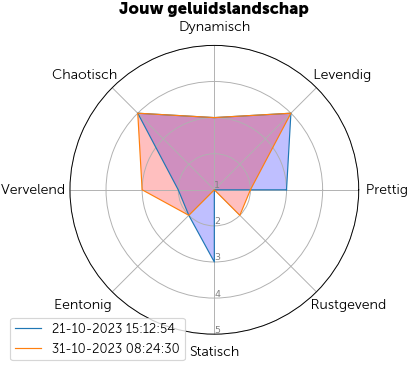 Jouw geluidslandschap
Dynamisch
Chaotisch
Levendig
Vervelend
1
Prettig
2
3
4
Eentonig
Rustgevend
5
Statisch
21-10-2023 15:12:54
31-10-2023 08:24:30